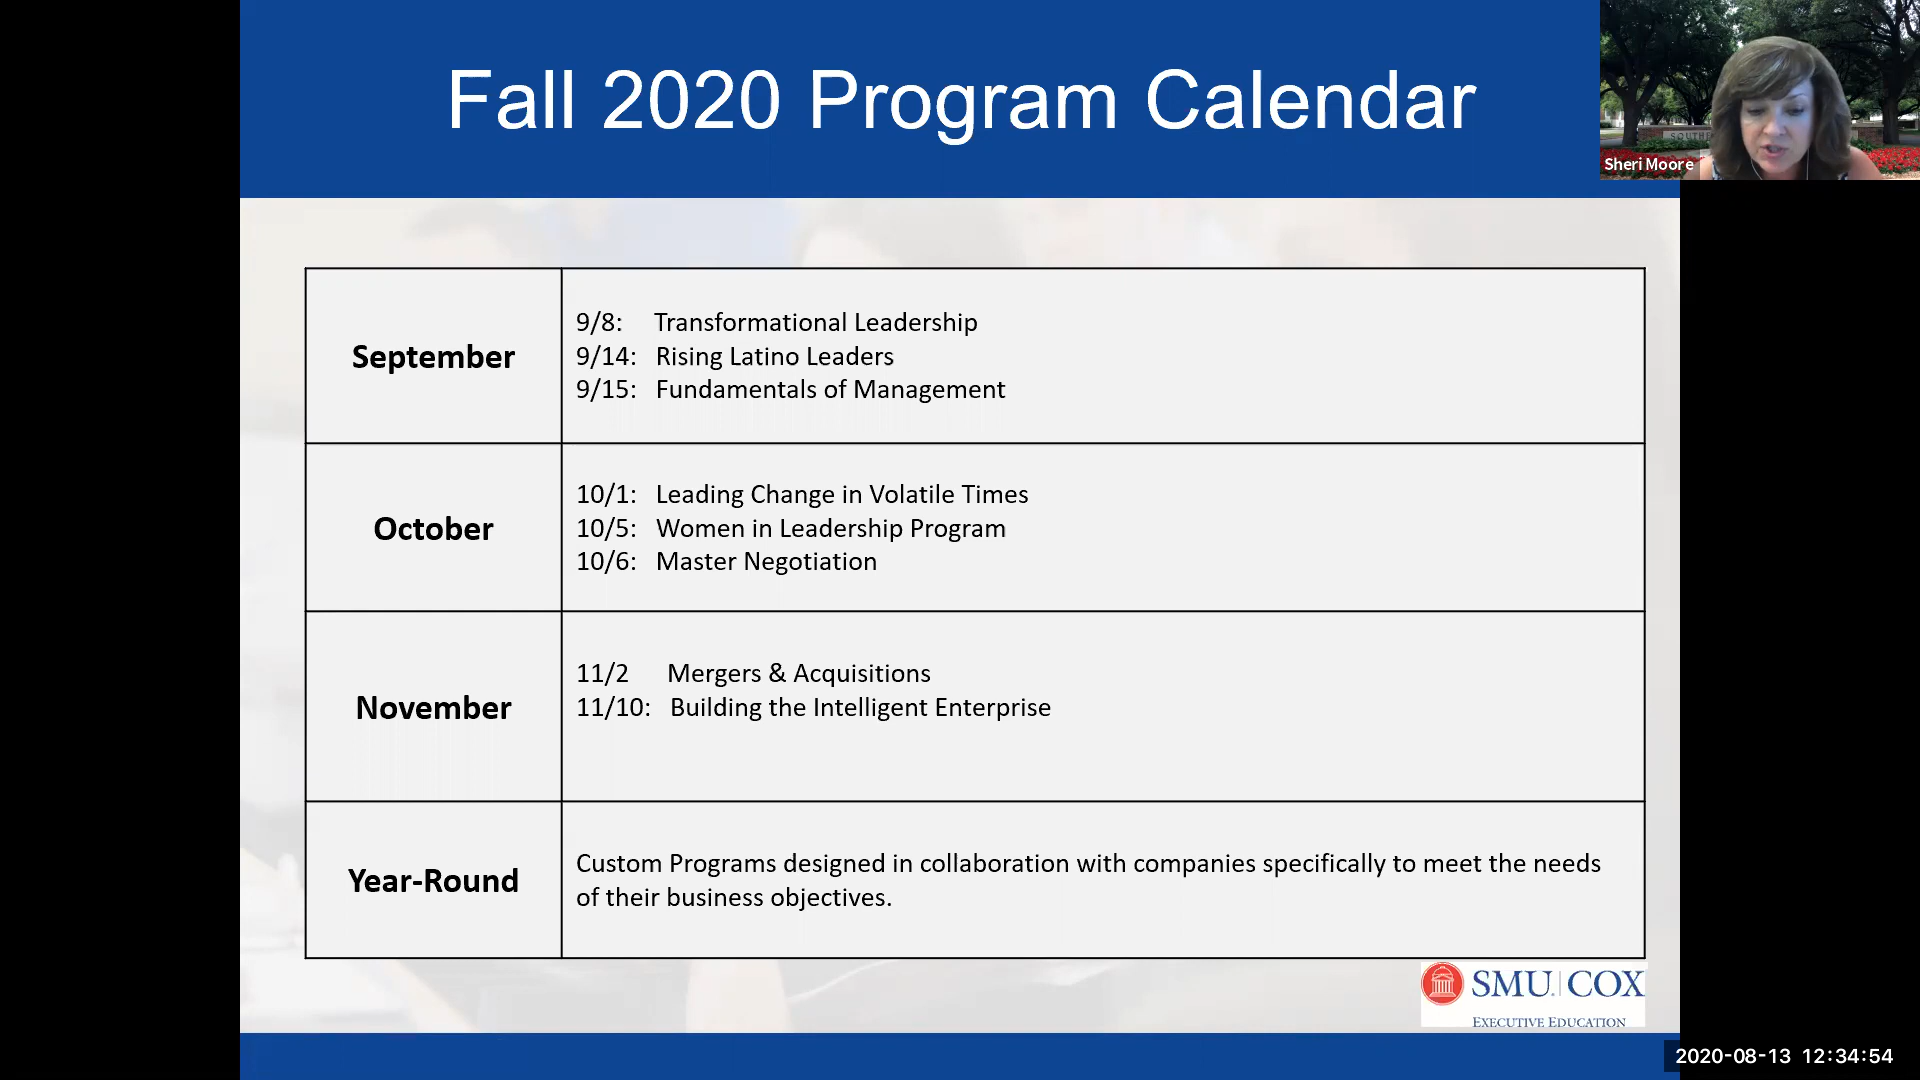 Fall 2020 Program Calendar
SOUTHE
Sheri Moore
September
9/8: Transformational Leadership
9/14: Rising Latino Leaders
9/15: Fundamentals of Management
October
10/1: Leading Change in Volatile Times
10/5: Women in Leadership Program
10/6: Master Negotiation
November
11/2 Mergers & Acquisitions
11/10: Building the Intelligent Enterprise
Year-Round
Custom Programs designed in collaboration with companies specifically to meet the needs
of their business objectives.
SMU COX
EXECUTIVE EDUCATION
2020-08-13 12:34:54